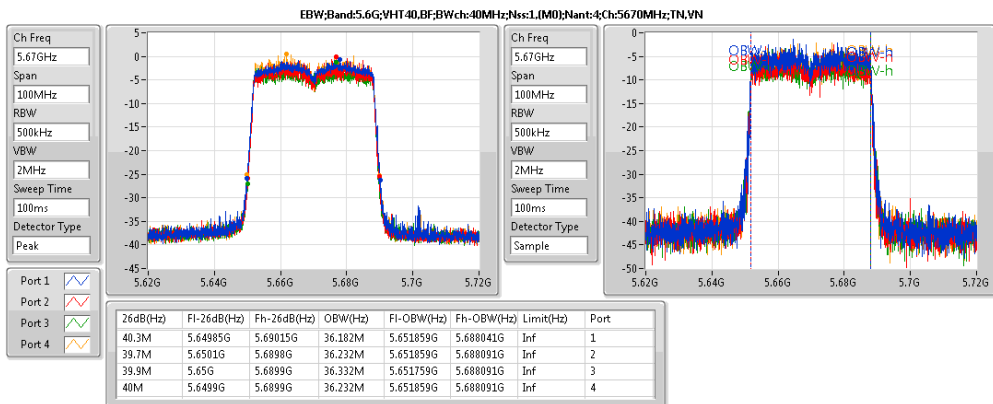 EBW;Band:5.6G;VHT40,BF;BWch:40MHz;Nss:1,(M0);Nant:4;Ch:5670MHz;TN,VN
Ch Freq
5.67GHz
Span
100MHz
RBW
500kHz
VBW
2MHz
Sweep Time
100ms
Detector Type
Peak
5
0
-5
-10
-15
-20
-25
-30
-35
-40
-45
5.62G 5.64G 5.66G 5.68G 5.7G 5.72G
Ch Freq
5.67GHz
Span
100MHz
RBW
500kHz
VBW
2MHz
Sweep Time
100ms
Detector Type
Sample
0
-5
-10
-15
-20
-25
-30
-35
-40
-45
-50
5.62G 5.64G 5.66G 5.68G 5.7G 5.72G
Port 1
Port 2
Port 3
Port 4
26dB(Hz) Fl-26dB(Hz) Fh-26dB(Hz) OBW(Hz) Fl-OBW(Hz) Fh-OBW(Hz) Limit(Hz) Port
40.3M 5.64985G 5.69015G 36.182M 5.651859G 5.688041G Inf 1
39.7M 5.6501G 5.6898G 36.232M 5.651859G 5.688091G Inf 2
39.9M 5.65G 5.6899G 36.332M 5.651759G 5.688091G Inf 3
40M 5.6499G 5.6899G 36.232M 5.651859G 5.688091G Inf 4